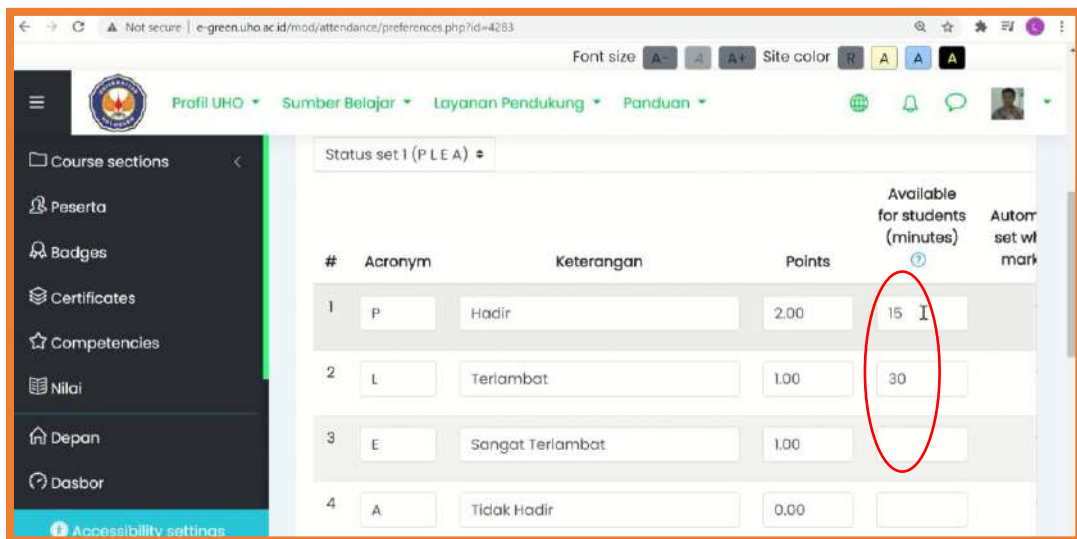 Not secure | e-green.uho.ac.id/mod/attendance/preferences.php?id=4283
Font size A- A A+ Site color R A A A
Profil UHO Sumber Belajar Layanan Pendukung Panduan
Course sections
Peserta
Badges
Certificates
Competencies
Nilai
Depan
Dasbor
Accessibility settings
Status set 1 (P L E A)
# Acronym Keterangan Points Available for students (minutes)
1 P Hadir 2.00 15
2 L Terlambat 1.00 30
3 E Sangat Terlambat 1.00
4 A Tidak Hadir 0.00